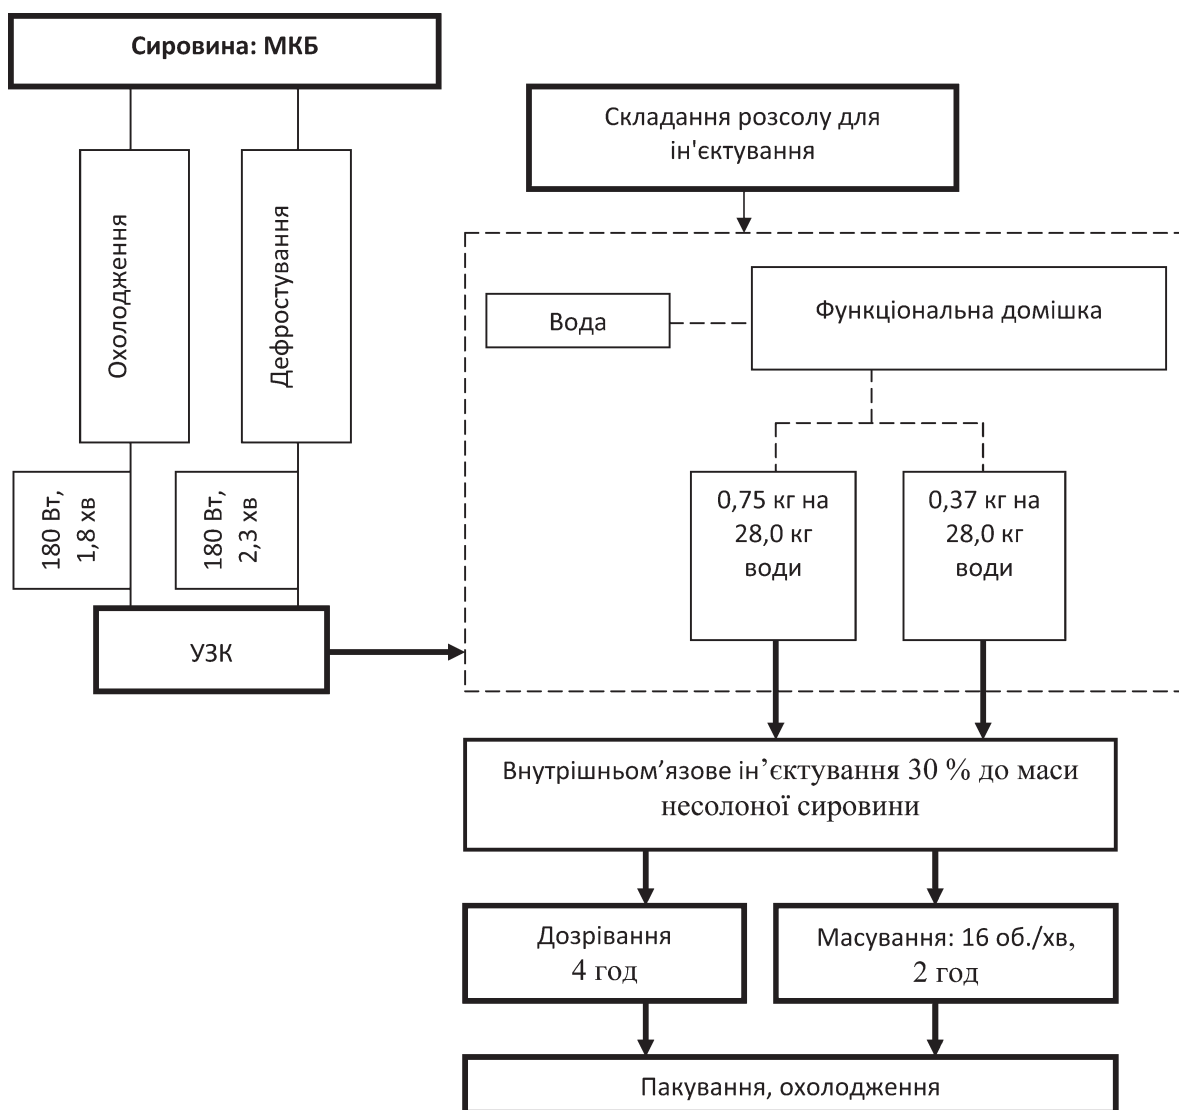 Сировина: МКБ
Складання розсолу для
ін'єктування
Охолодження
Дефростування
Вода
Функціональна домішка
180 Вт,
1,8 хв
180 Вт,
2,3 хв
0,75 кг на
28,0 кг
води
0,37 кг на
28,0 кг
води
УЗК
Внутрішньом’язове ін’єктування 30 % до маси
несолоної сировини
Дозрівання
4 год
Масування: 16 об./хв,
2 год
Пакування, охолодження